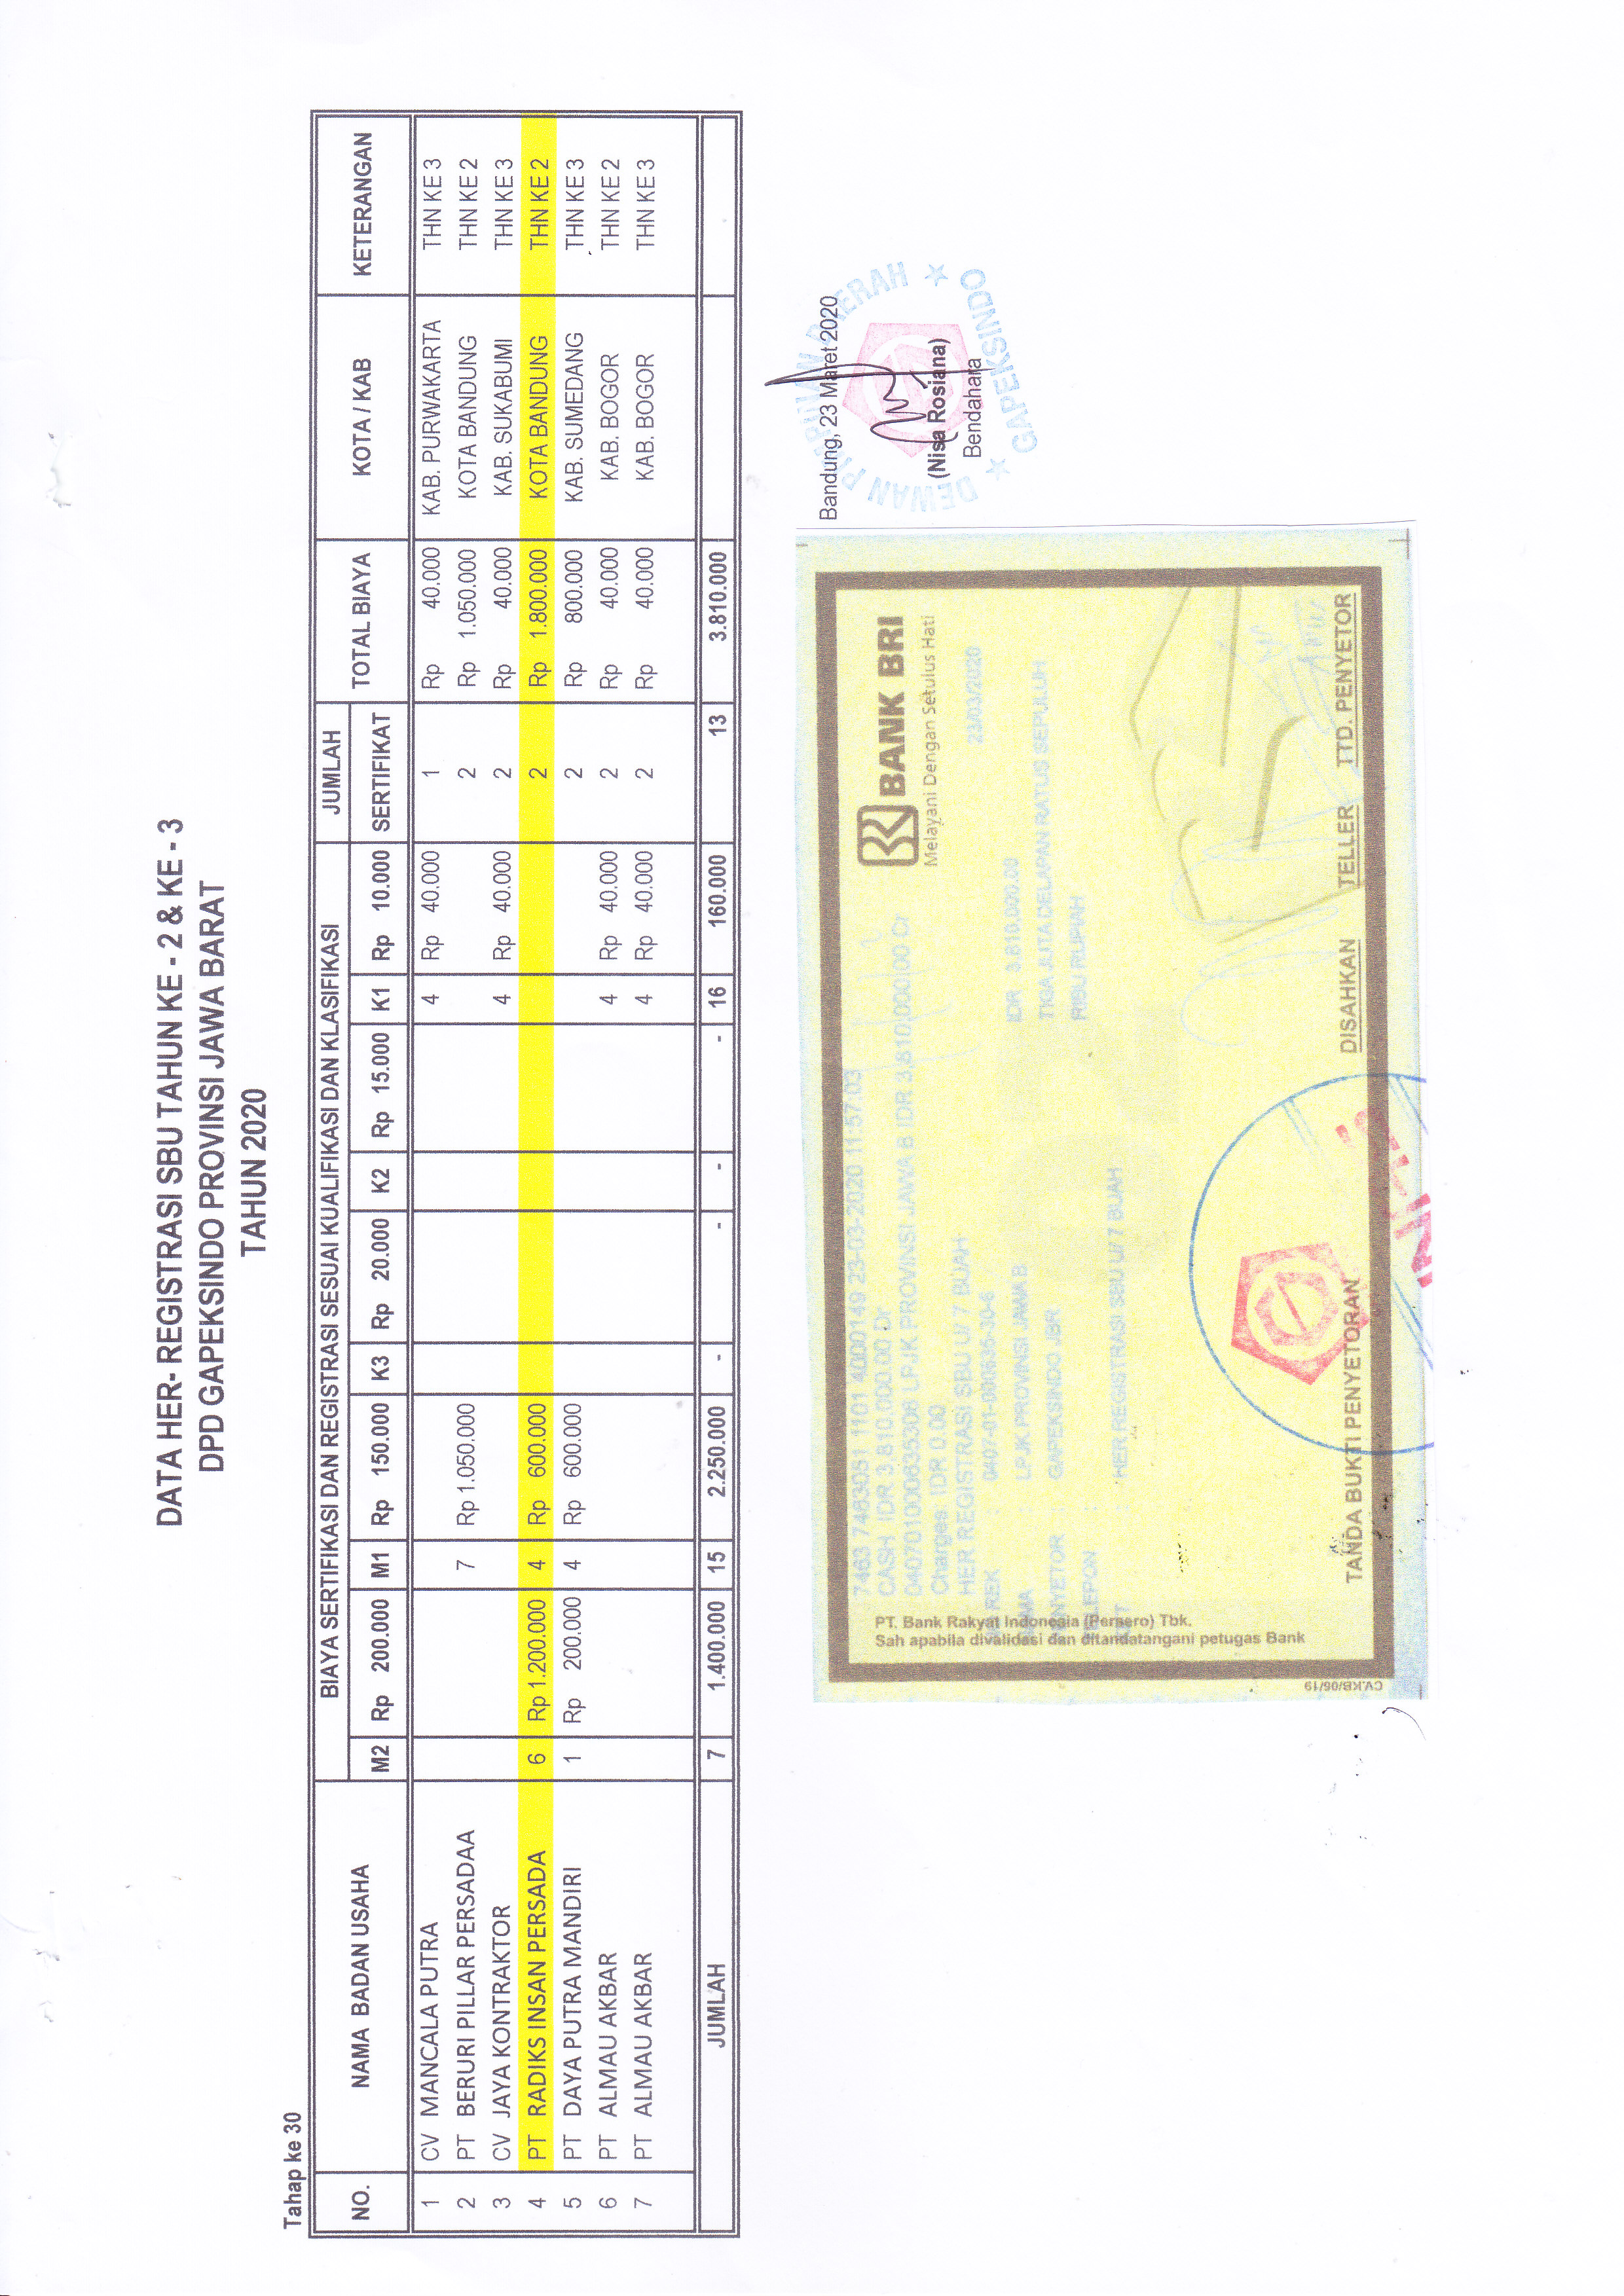 DATA HER- REGISTRASI SBU TAHUN KE - 2 & KE - 3
DPD GAPEKSINDO PROVINSI JAWA BARAT
TAHUN 2020
Tahap ke 30
NO. NAMA BADAN USAHA BIAYA SERTIFIKASI DAN REGISTRASI SESUAI KUALIFIKASI DAN KLASIFIKASI JUMLAH TOTAL BIAYA KOTA / KAB KETERANGAN
M2 Rp 200.000 M1 Rp 150.000 K3 Rp 20.000 K2 Rp 15.000 K1 Rp 10.000 SERTIFIKAT
1 CV MANCALA PUTRA 4 Rp 40.000 1 Rp 40.000 KAB. PURWAKARTA THN KE 3
2 PT BERURI PILLAR PERSADAA 7 Rp 1.050.000 2 Rp 1.050.000 KOTA BANDUNG THN KE 2
3 CV JAYA KONTRAKTOR 4 Rp 40.000 2 Rp 40.000 KAB. SUKABUMI THN KE 3
4 PT RADIKS INSAN PERSADA 6 Rp 1.200.000 4 Rp 600.000 2 Rp 1.800.000 KOTA BANDUNG THN KE 2
5 PT DAYA PUTRA MANDIRI 1 Rp 200.000 4 Rp 600.000 2 Rp 800.000 KAB. SUMEDANG THN KE 3
6 PT ALMAU AKBAR 4 Rp 40.000 2 Rp 40.000 KAB. BOGOR THN KE 2
7 PT ALMAU AKBAR 4 Rp 40.000 2 Rp 40.000 KAB. BOGOR THN KE 3
JUMLAH 7 1.400.000 15 2.250.000 - - - - 16 160.000 13 3.810.000
Bandung, 23 Maret 2020
DEWAN PIMPINAN DAERAH
GAPEKSINDO
(Nisa Rosiana)
Bendahara
BANK BRI
Melayani Dengan Setulus Hati
23-03-2020 11:57:03
CASH IDR 3,810,000.00 Dr
LPJK PROVINSI JAWA B IDR 3,810,000.00 Cr
Charges IDR 0.00
HER REGISTRASI SBU U/ 7 BUAH
23/03/2020
REK : 0407-01-000635-30-6 IDR 3,810,000.00
LPJK PROVINSI JAWA B TIGA JUTA DELAPAN RATUS SEPULUH
GAPEKSINDO JBR RIBU RUPIAH
HER REGISTRASI SBU U/ 7 BUAH
PT. Bank Rakyat Indonesia (Persero) Tbk.
Sah apabila divalidasi dan ditandatangani petugas Bank
TANDA BUKTI PENYETORAN DISAHKAN TELLER TTD. PENYETOR
CV.KB/06/19